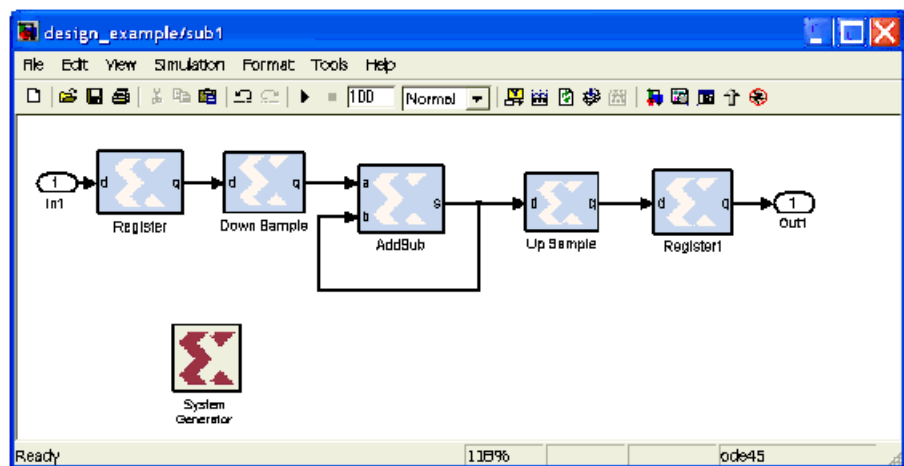 design_example/sub1
File Edit View Simulation Format Tools Help
100 Normal
1
In1
d q
Register
d q
Down Sample
a
b
s
AddSub
d q
Up Sample
d q
Register1
1
Out1
System
Generator
Ready 118% ode45